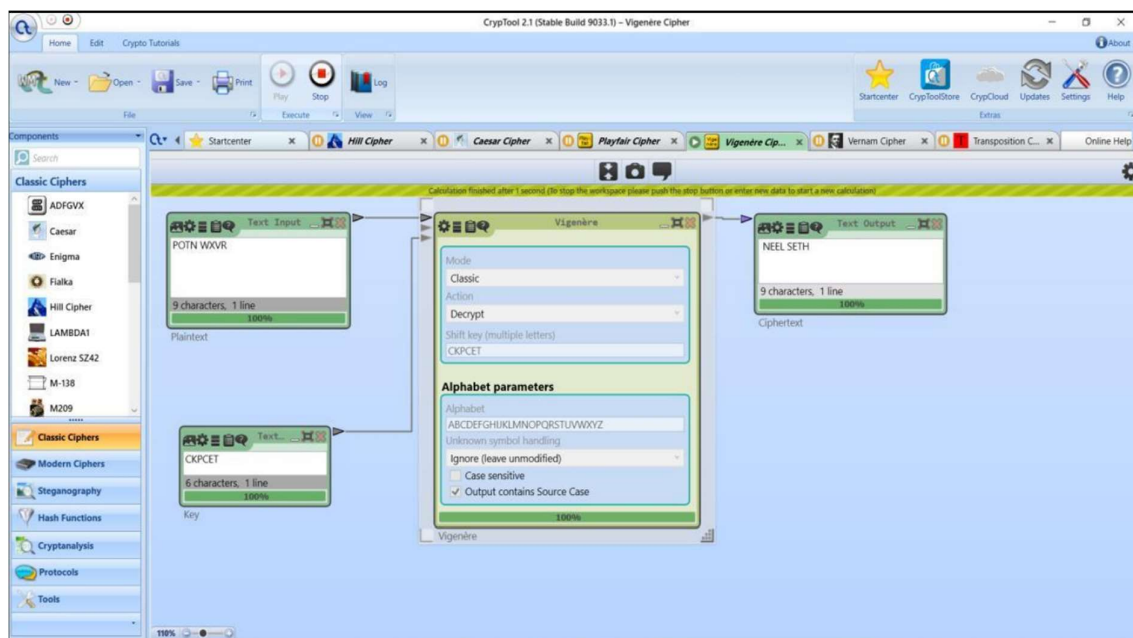 CrypTool 2.1 (Stable Build 9033.1) – Vigenère Cipher
Home Edit Crypto Tutorials
About
New Open Save Print Play Stop Log
Startcenter CrypToolStore CrypCloud Updates Settings Help
File Execute View Extras
Components
Startcenter Hill Cipher Caesar Cipher Playfair Cipher Vigenère Cip... Vernam Cipher Transposition C... Online Help
Search
Calculation finished after 1 second (To stop the workspace please push the stop button or enter new data to start a new calculation)
Classic Ciphers
ADFGVX
Caesar
Enigma
Fialka
Hill Cipher
LAMBDA1
Lorenz SZ42
M-138
M209
Classic Ciphers
Modern Ciphers
Steganography
Hash Functions
Cryptanalysis
Protocols
Tools
Text Input
POTN WXVR
9 characters, 1 line
100%
Plaintext
Text...
CKPCET
6 characters, 1 line
100%
Key
Vigenère
Mode
Classic
Action
Decrypt
Shift key (multiple letters)
CKPCET
Alphabet parameters
Alphabet
ABCDEFGHIJKLMNOPQRSTUVWXYZ
Unknown symbol handling
Ignore (leave unmodified)
Case sensitive
Output contains Source Case
100%
Vigenère
Text Output
NEEL SETH
9 characters, 1 line
100%
Ciphertext
110%